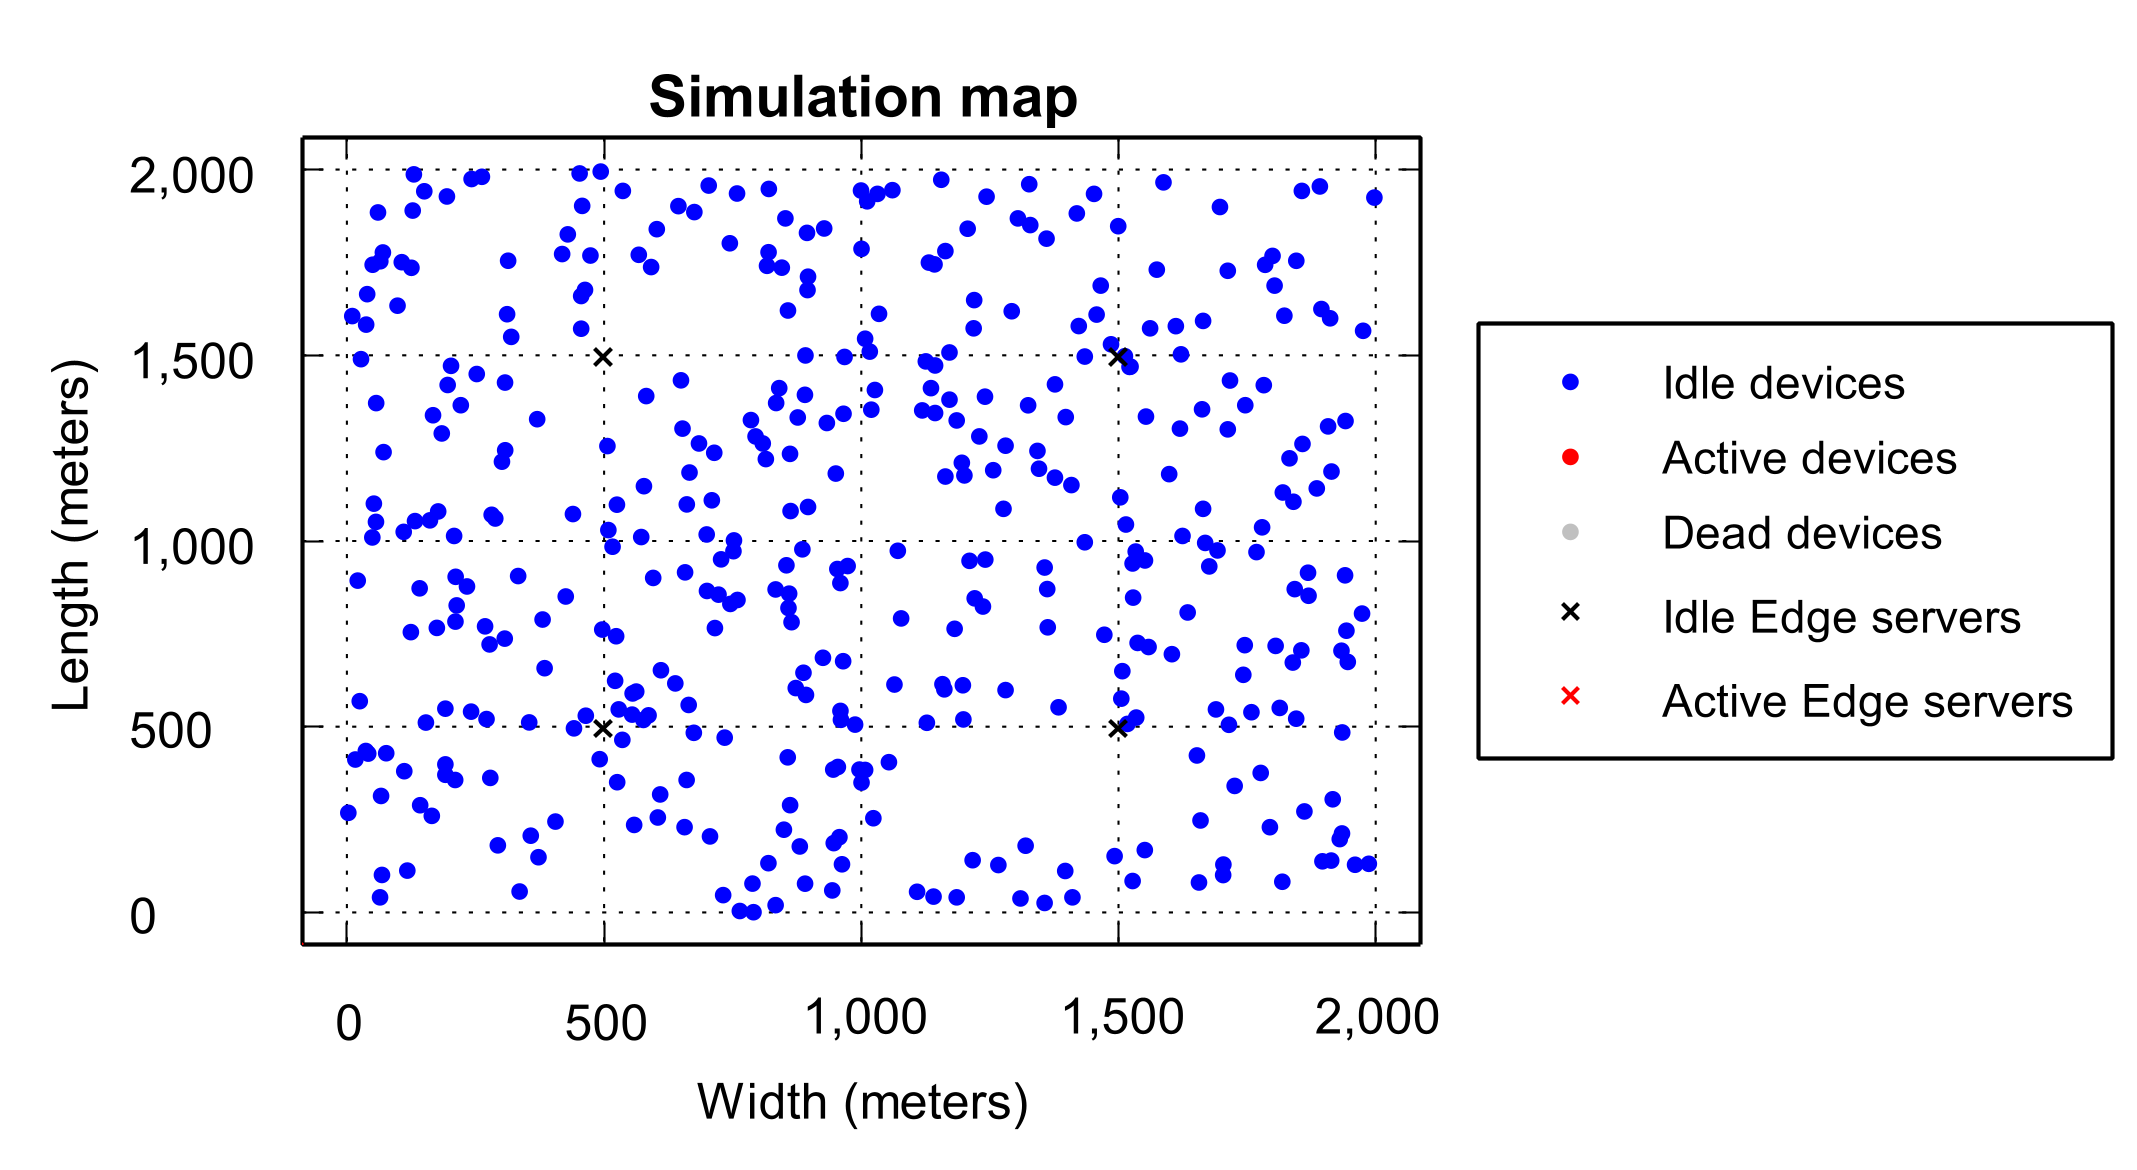 Simulation map
2,000
1,500
1,000
500
0
Length (meters)
0
500
1,000
1,500
2,000
Width (meters)
Idle devices
Active devices
Dead devices
Idle Edge servers
Active Edge servers